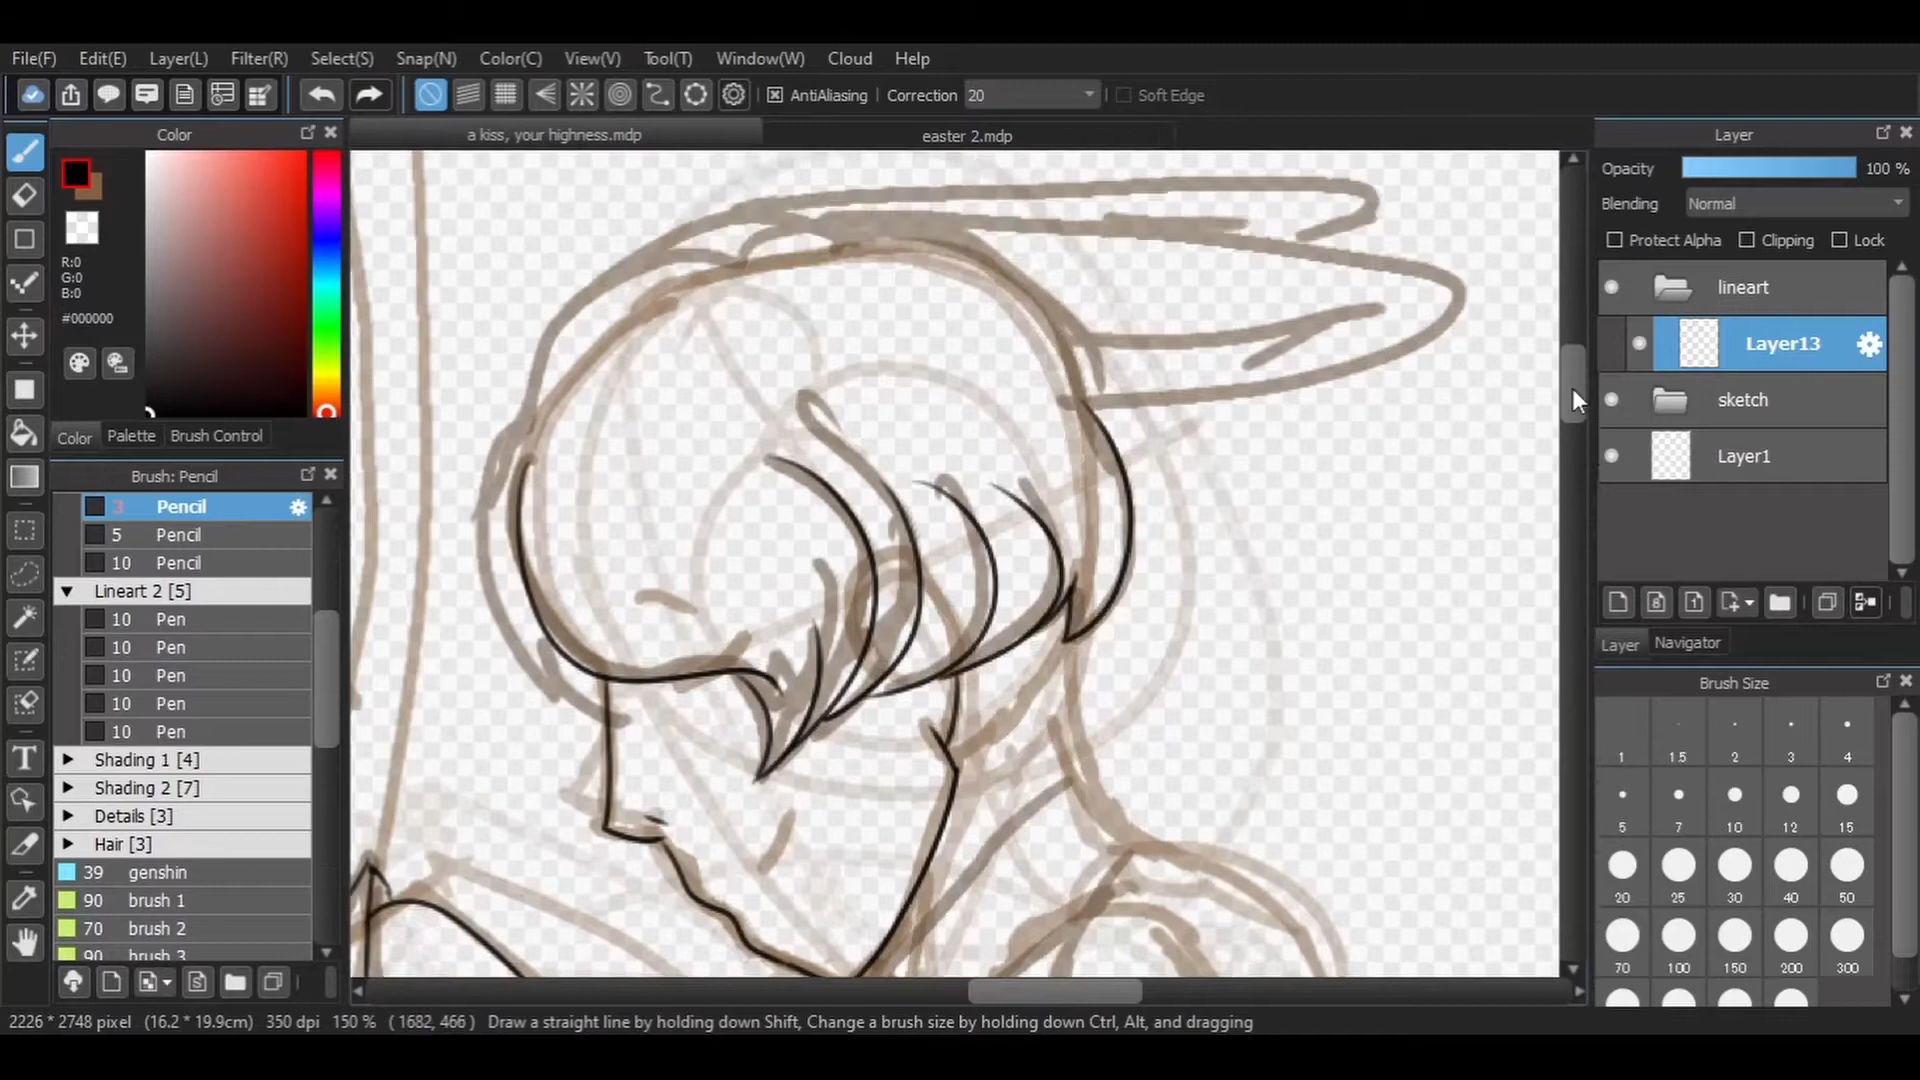 File(F) Edit(E) Layer(L) Filter(R) Select(S) Snap(N) Color(C) View(V) Tool(T) Window(W) Cloud Help
AntiAliasing Correction 20 Soft Edge
Color
a kiss, your highness.mdp easter 2.mdp
Layer
Opacity 100 %
Blending Normal
Protect Alpha Clipping Lock
R:0
G:0
B:0
#000000
lineart
Layer13
sketch
Layer1
Color Palette Brush Control
Brush: Pencil
3 Pencil
5 Pencil
10 Pencil
Lineart 2 [5]
10 Pen
10 Pen
10 Pen
10 Pen
10 Pen
Shading 1 [4]
Shading 2 [7]
Details [3]
Hair [3]
39 genshin
90 brush 1
70 brush 2
90 brush 3
8 1
Layer Navigator
Brush Size
1 1.5 2 3 4
5 7 10 12 15
20 25 30 40 50
70 100 150 200 300
T
S
2226 * 2748 pixel (16.2 * 19.9cm) 350 dpi 150 % ( 1682, 466 ) Draw a straight line by holding down Shift, Change a brush size by holding down Ctrl, Alt, and dragging